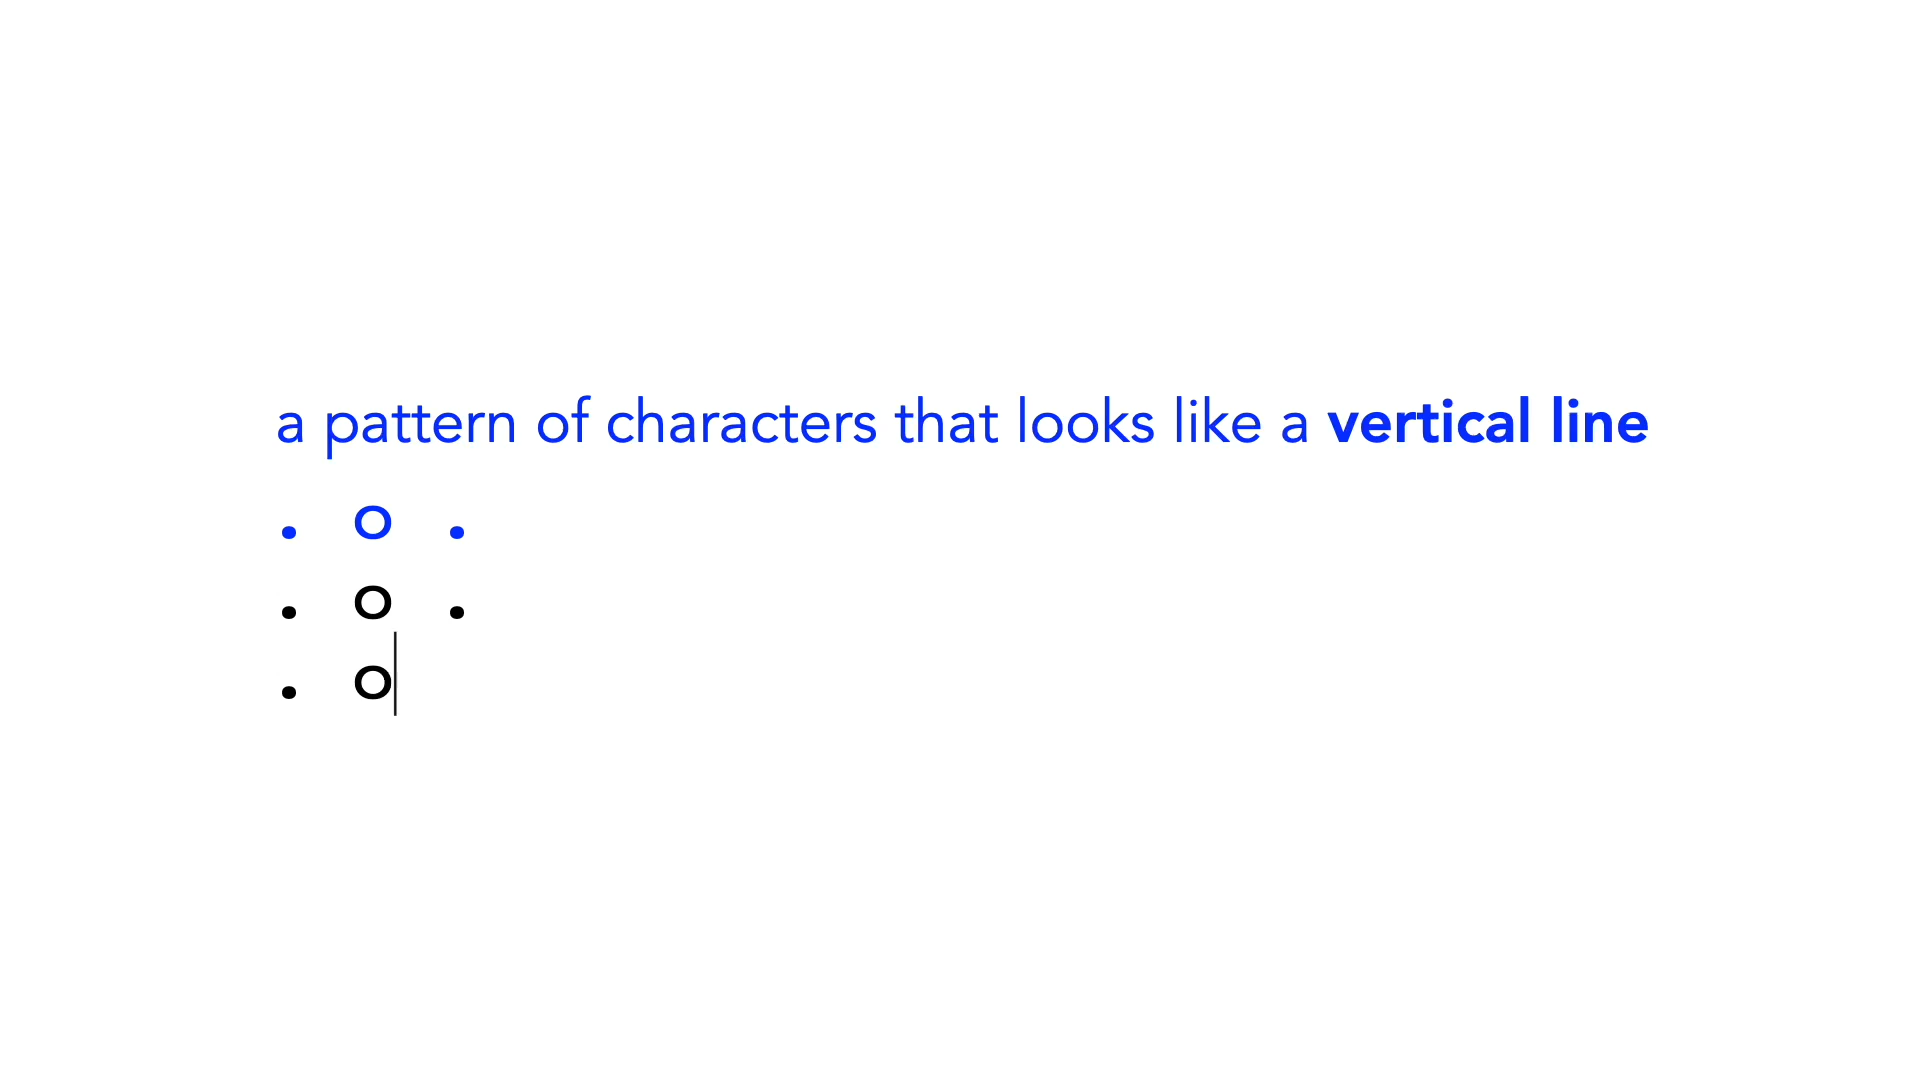 a pattern of characters that looks like a vertical line
. o .
. o .
. o